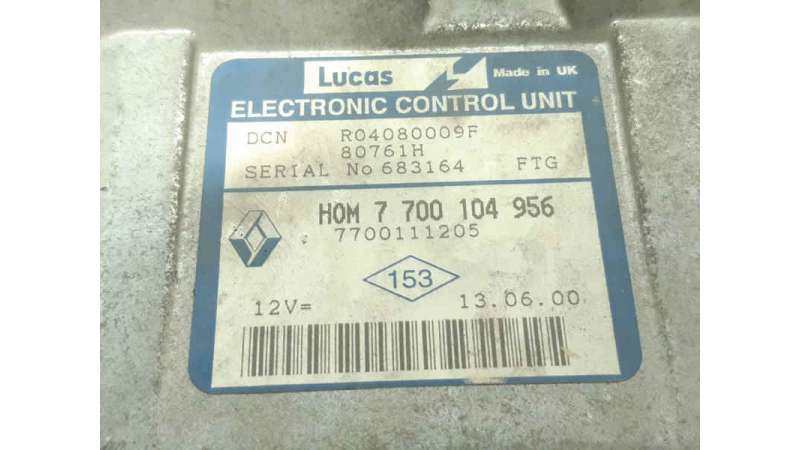 Lucas Made in UK
ELECTRONIC CONTROL UNIT
DCN R04080009F
80761H
SERIAL No 683164 FTG
HOM 7 700 104 956
7700111205
153
12V= 13.06.00